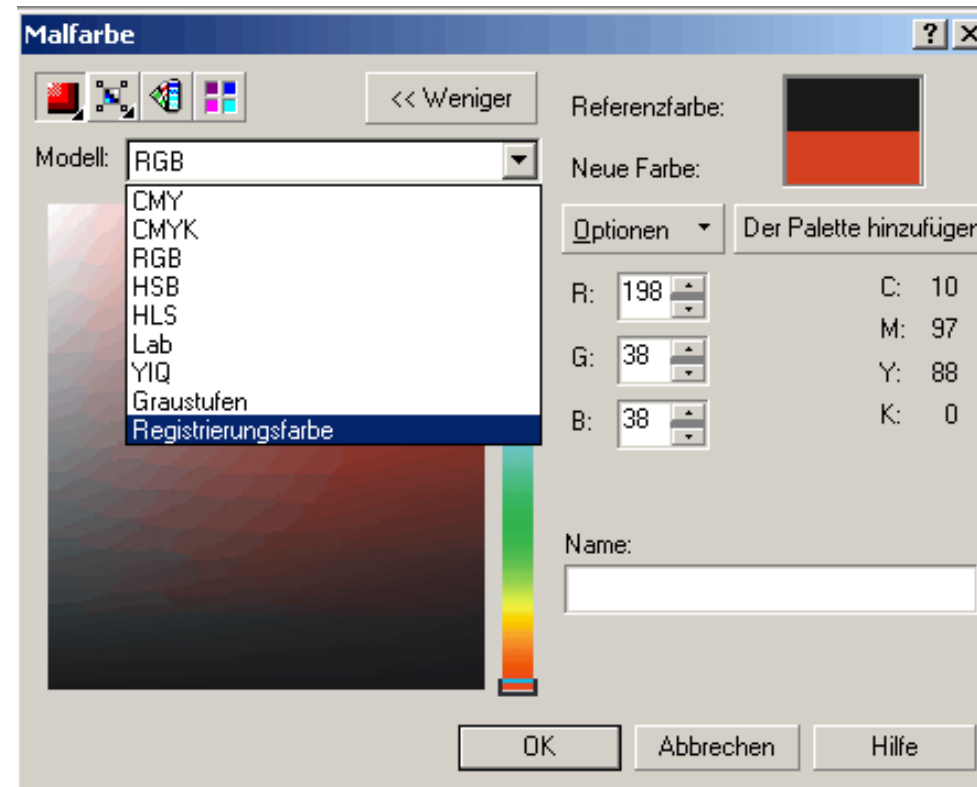 Malfarbe
<< Weniger
Modell: RGB
CMY
CMYK
RGB
HSB
HLS
Lab
YIQ
Graustufen
Registrierungsfarbe
Referenzfarbe:
Neue Farbe:
Optionen
Der Palette hinzufügen
R: 198
G: 38
B: 38
C: 10
M: 97
Y: 88
K: 0
Name:
OK
Abbrechen
Hilfe